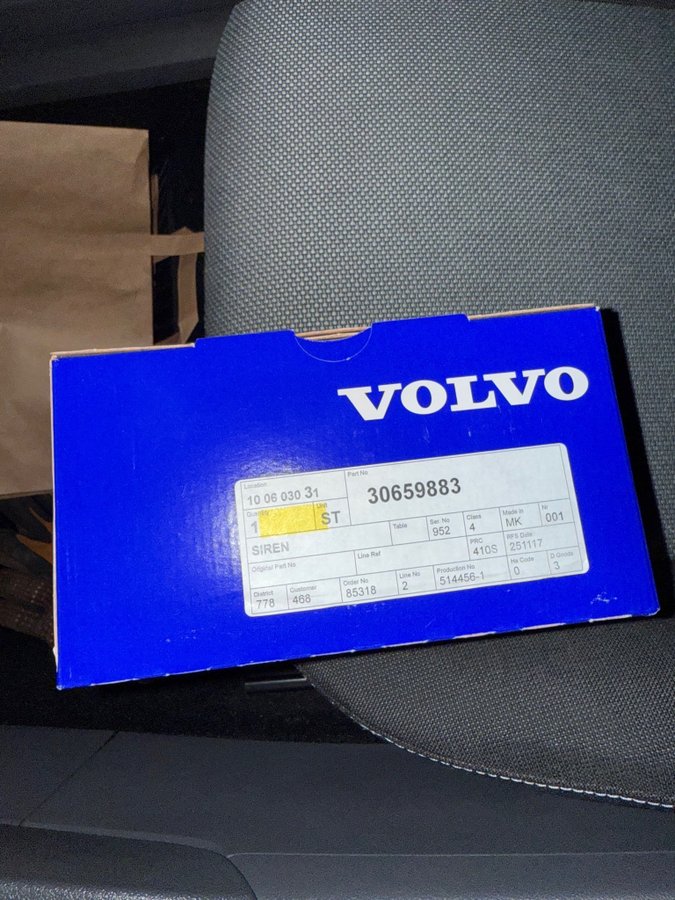 VOLVO
Location
10 06 030 31
Part No
30659883
Quantity
1
Unit
ST
SIREN
Table
Ser. No
952
Class
4
Made in
MK
Nr
001
Original Part No
Line Ref
PRC
410S
RFS Date
251117
District
778
Customer
468
Order No
85318
Line No
2
Production No
514456-1
Ha Code
0
D.Goods
3